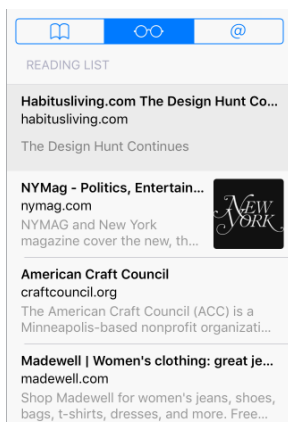 @
READING LIST
Habitusliving.com The Design Hunt Co...
habitusliving.com
The Design Hunt Continues
NYMag - Politics, Entertain...
nymag.com
NYMAG and New York
magazine cover the new, th...
NEW
YORK
American Craft Council
craftcouncil.org
The American Craft Council (ACC) is a
Minneapolis-based nonprofit organizati...
Madewell | Women's clothing: great je...
madewell.com
Shop Madewell for women's jeans, shoes,
bags, t-shirts, dresses, and more. Free...